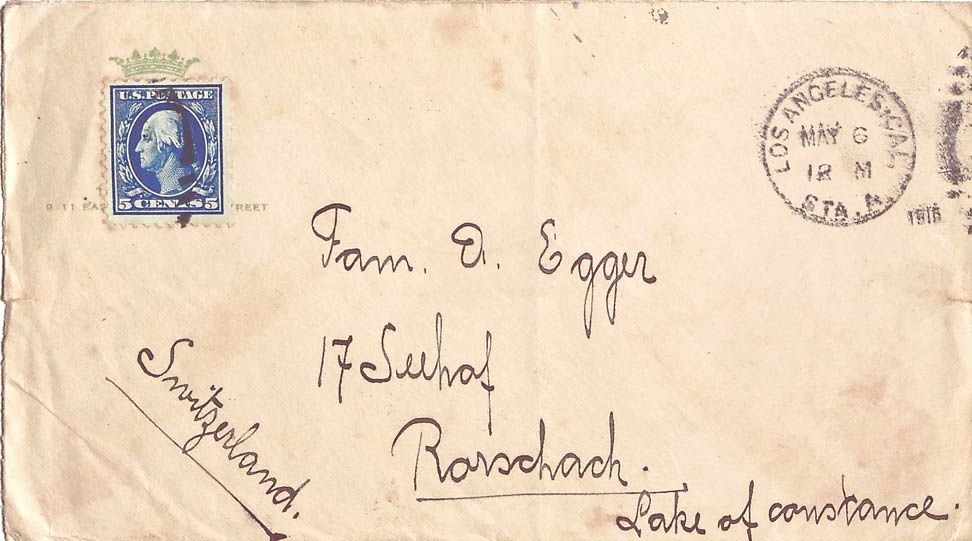 U.S. POSTAGE
5 CENTS 5
REET
LOS ANGELES, CAL.
MAY 6
12 M
STA. A
Fam. A. Egger
17 Seehof
Rorschach.
Lake of constance.
Switzerland.